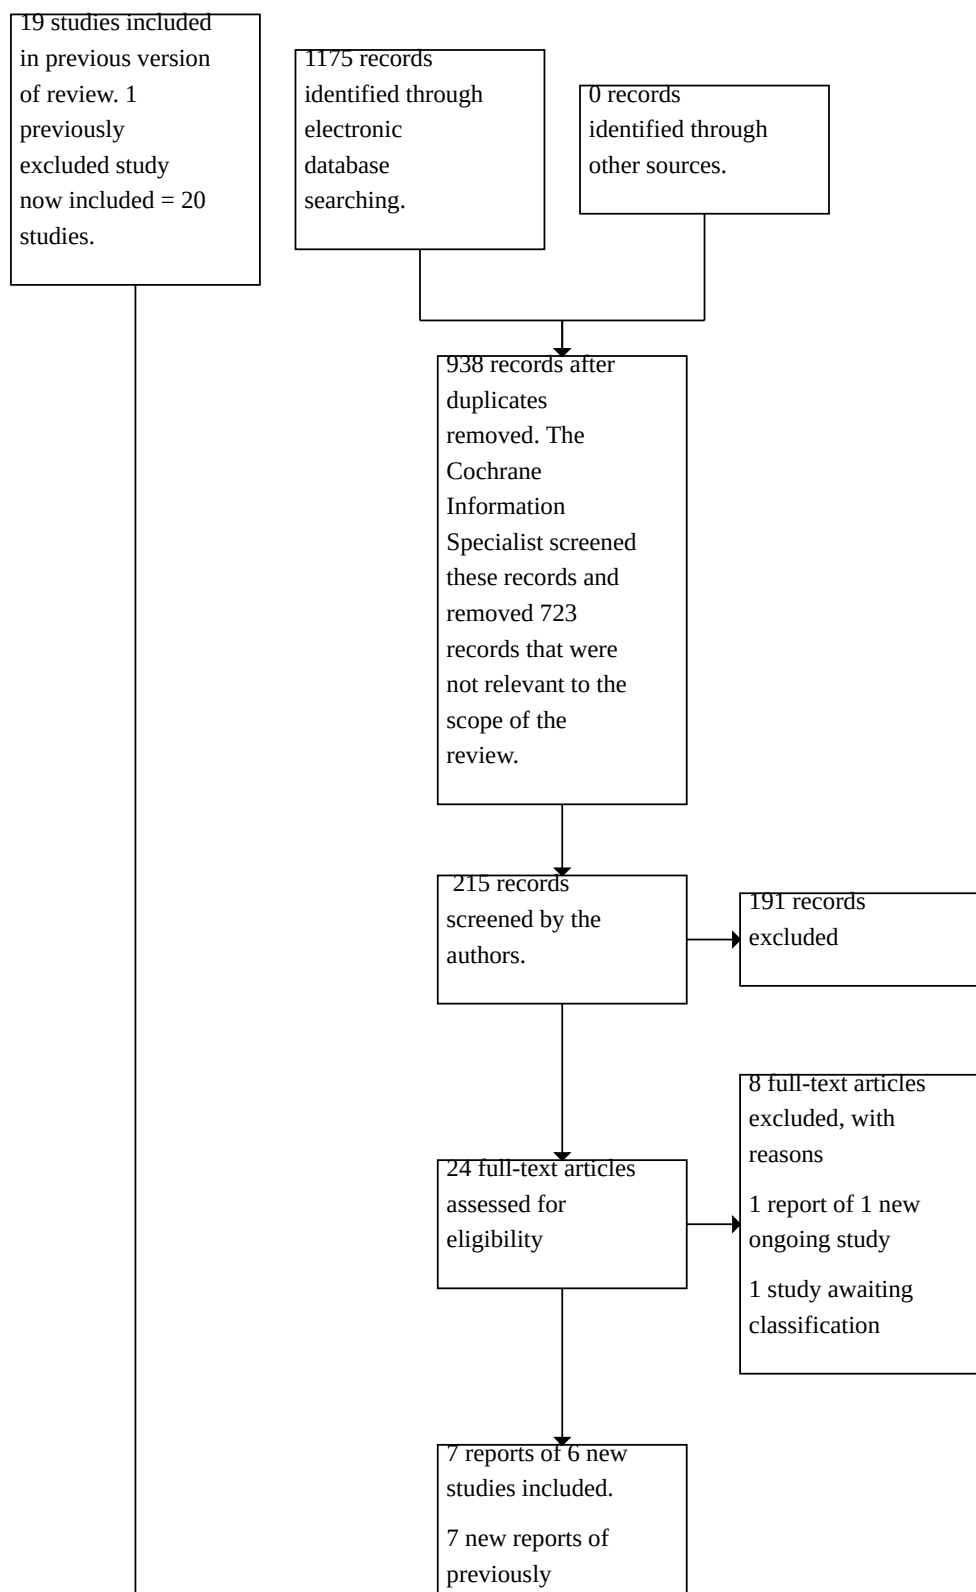 19 studies included
in previous version
of review. 1
previously
excluded study
now included = 20
studies.
1175 records
identified through
electronic
database
searching.
0 records
identified through
other sources.
938 records after
duplicates
removed. The
Cochrane
Information
Specialist screened
these records and
removed 723
records that were
not relevant to the
scope of the
review.
215 records
screened by the
authors.
191 records
excluded
24 full-text articles
assessed for
eligibility
8 full-text articles
excluded, with
reasons
1 report of 1 new
ongoing study
1 study awaiting
classification
7 reports of 6 new
studies included.
7 new reports of
previously